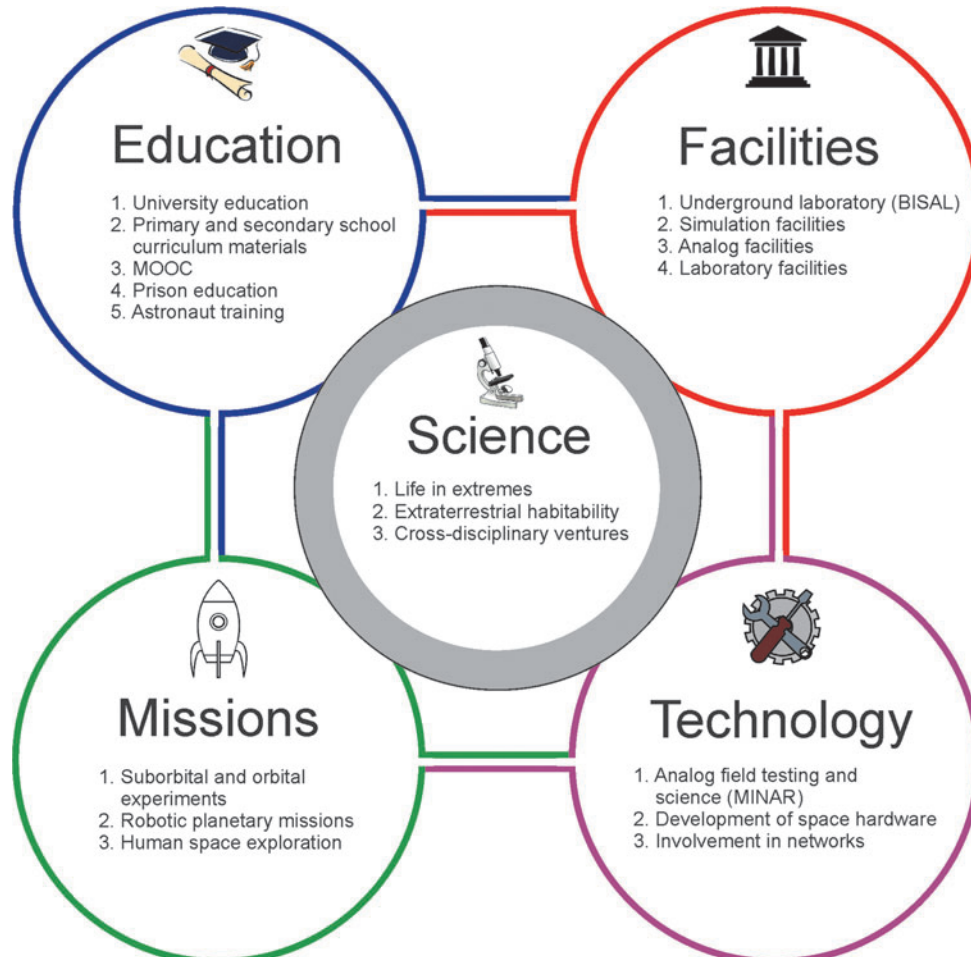 Education
1. University education
2. Primary and secondary school
curriculum materials
3. MOOC
4. Prison education
5. Astronaut training
Facilities
1. Underground laboratory (BISAL)
2. Simulation facilities
3. Analog facilities
4. Laboratory facilities
Science
1. Life in extremes
2. Extraterrestrial habitability
3. Cross-disciplinary ventures
Missions
1. Suborbital and orbital
experiments
2. Robotic planetary missions
3. Human space exploration
Technology
1. Analog field testing and
science (MINAR)
2. Development of space hardware
3. Involvement in networks